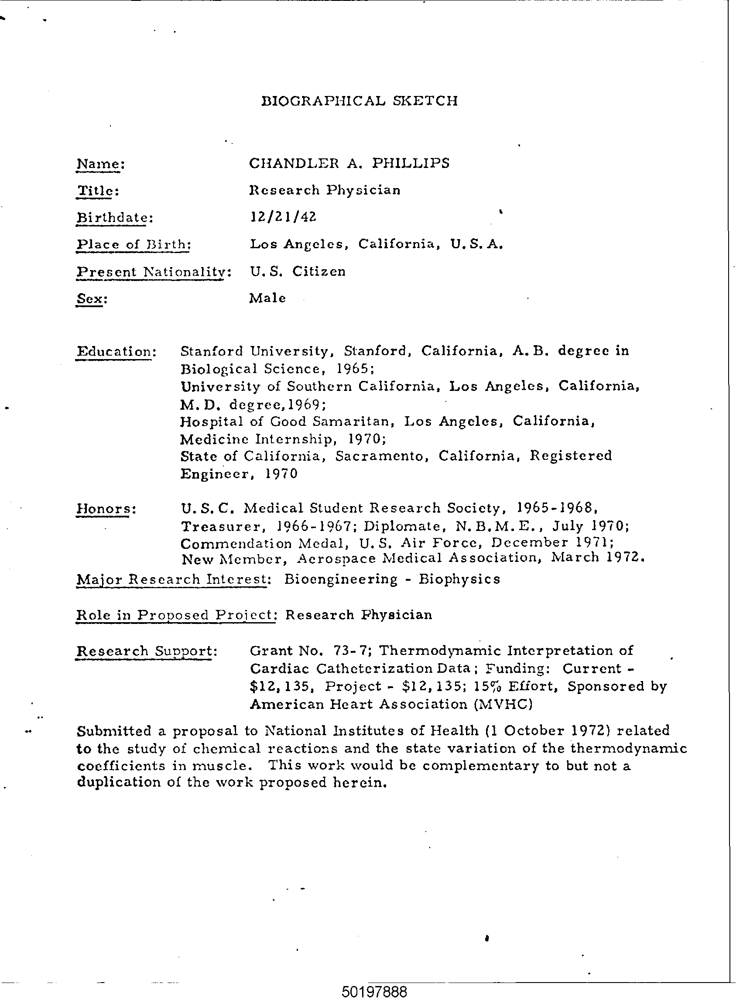 BIOGRAPHICAL SKETCH
Name: CHANDLER A. PHILLIPS
Title: Research Physician
Birthdate: 12/21/42
Place of Birth: Los Angeles, California, U.S.A.
Present Nationality: U.S. Citizen
Sex: Male
Education: Stanford University, Stanford, California, A.B. degree in
Biological Science, 1965;
University of Southern California, Los Angeles, California,
M.D. degree,1969;
Hospital of Good Samaritan, Los Angeles, California,
Medicine Internship, 1970;
State of California, Sacramento, California, Registered
Engineer, 1970
Honors: U.S.C. Medical Student Research Society, 1965-1968,
Treasurer, 1966-1967; Diplomate, N.B.M.E., July 1970;
Commendation Medal, U.S. Air Force, December 1971;
New Member, Aerospace Medical Association, March 1972.
Major Research Interest: Bioengineering - Biophysics
Role in Proposed Project: Research Physician
Research Support: Grant No. 73-7; Thermodynamic Interpretation of
Cardiac Catheterization Data; Funding: Current -
$12,135, Project - $12,135; 15% Effort, Sponsored by
American Heart Association (MVHC)
Submitted a proposal to National Institutes of Health (1 October 1972) related
to the study of chemical reactions and the state variation of the thermodynamic
coefficients in muscle. This work would be complementary to but not a
duplication of the work proposed herein.
50197888